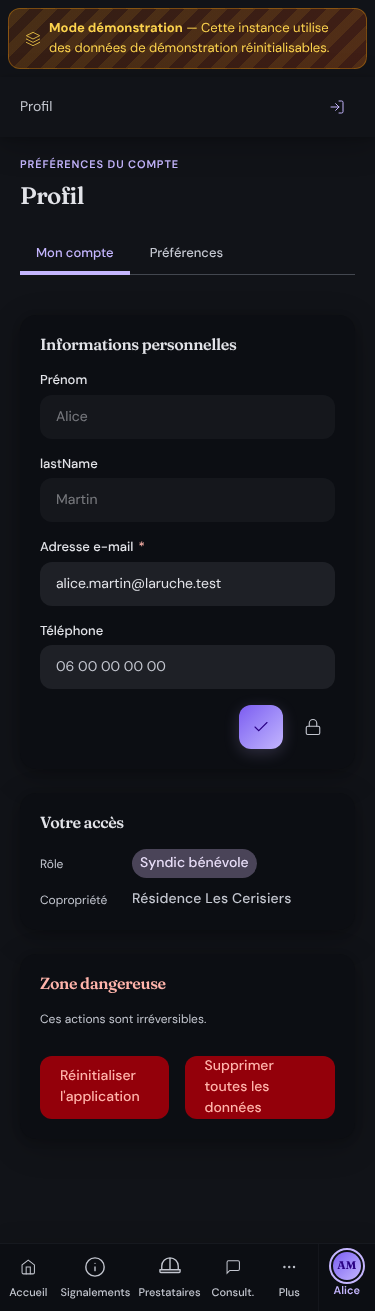 Mode démonstration — Cette instance utilise
des données de démonstration réinitialisables.
Profil
PRÉFÉRENCES DU COMPTE
Profil
Mon compte
Préférences
Informations personnelles
Prénom
Alice
lastName
Martin
Adresse e-mail *
alice.martin@laruche.test
Téléphone
06 00 00 00 00
Votre accès
Rôle
Syndic bénévole
Copropriété
Résidence Les Cerisiers
Zone dangereuse
Ces actions sont irréversibles.
Réinitialiser
l'application
Supprimer
toutes les
données
Accueil
Signalements
Prestataires
Consult.
Plus
AM
Alice